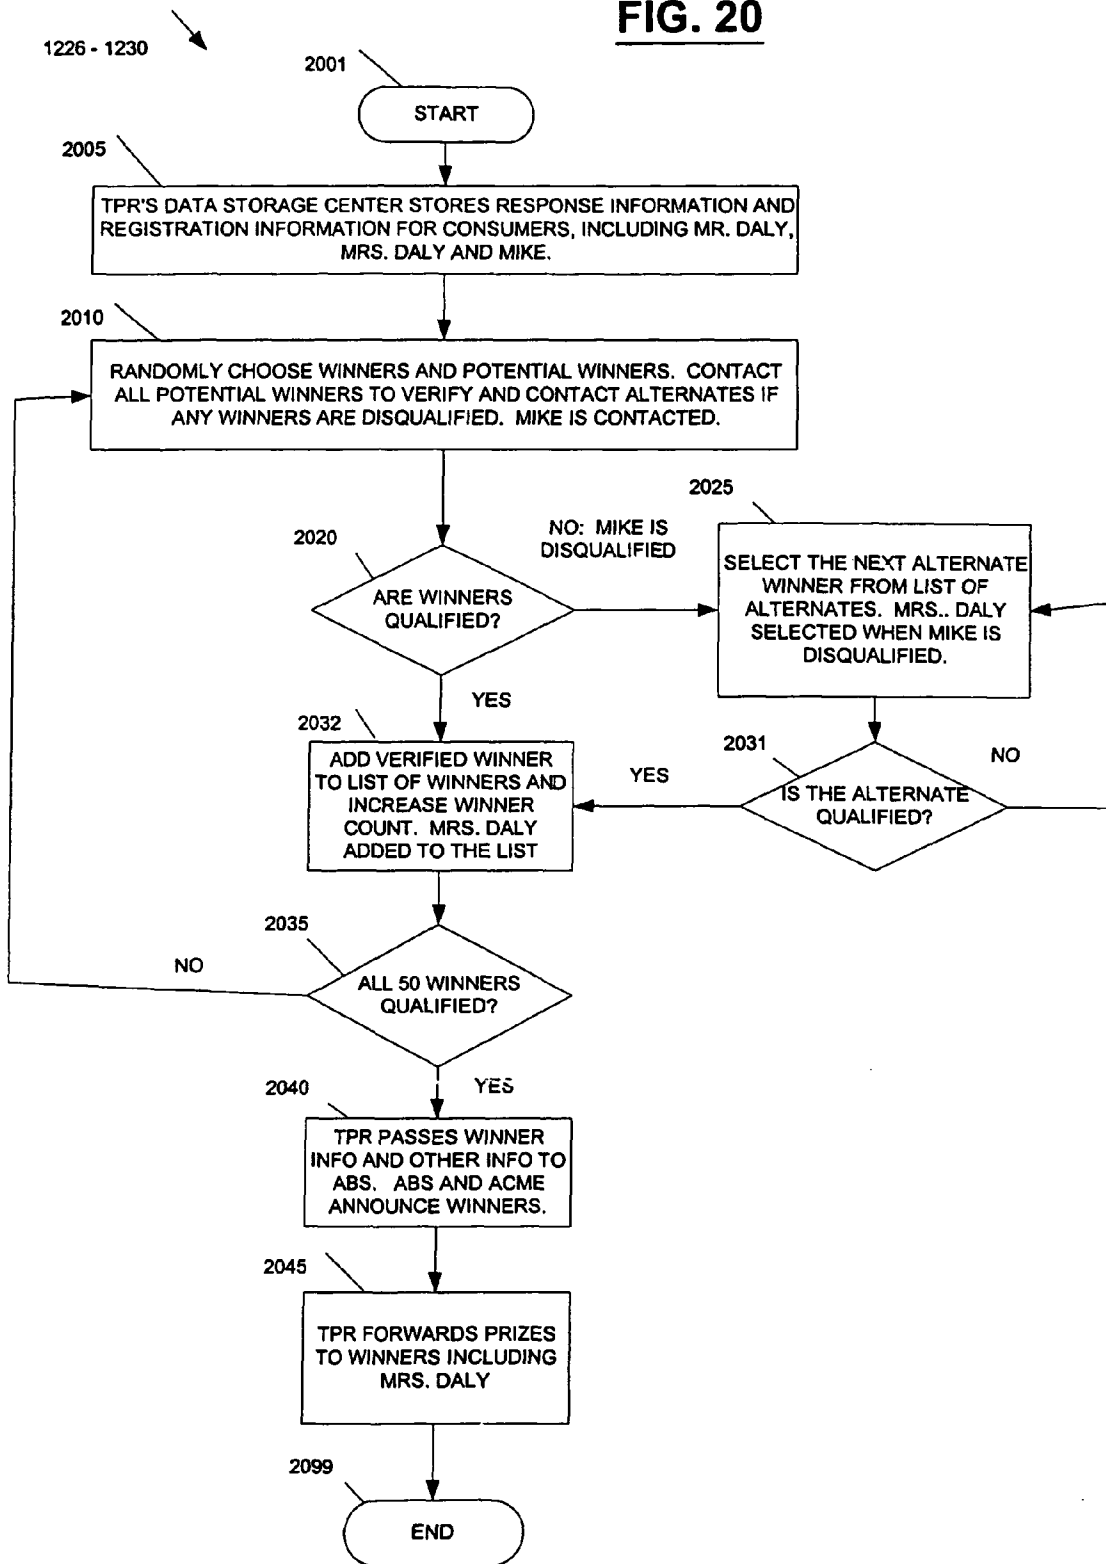 FIG. 20
1226 - 1230
2001
START
2005
TPR'S DATA STORAGE CENTER STORES RESPONSE INFORMATION AND
REGISTRATION INFORMATION FOR CONSUMERS, INCLUDING MR. DALY,
MRS. DALY AND MIKE.
2010
RANDOMLY CHOOSE WINNERS AND POTENTIAL WINNERS. CONTACT
ALL POTENTIAL WINNERS TO VERIFY AND CONTACT ALTERNATES IF
ANY WINNERS ARE DISQUALIFIED. MIKE IS CONTACTED.
2020
ARE WINNERS
QUALIFIED?
NO: MIKE IS
DISQUALIFIED
2025
SELECT THE NEXT ALTERNATE
WINNER FROM LIST OF
ALTERNATES. MRS.. DALY
SELECTED WHEN MIKE IS
DISQUALIFIED.
YES
2032
ADD VERIFIED WINNER
TO LIST OF WINNERS AND
INCREASE WINNER
COUNT. MRS. DALY
ADDED TO THE LIST
YES
2031
IS THE ALTERNATE
QUALIFIED?
NO
2035
ALL 50 WINNERS
QUALIFIED?
NO
YES
2040
TPR PASSES WINNER
INFO AND OTHER INFO TO
ABS. ABS AND ACME
ANNOUNCE WINNERS.
2045
TPR FORWARDS PRIZES
TO WINNERS INCLUDING
MRS. DALY
2099
END